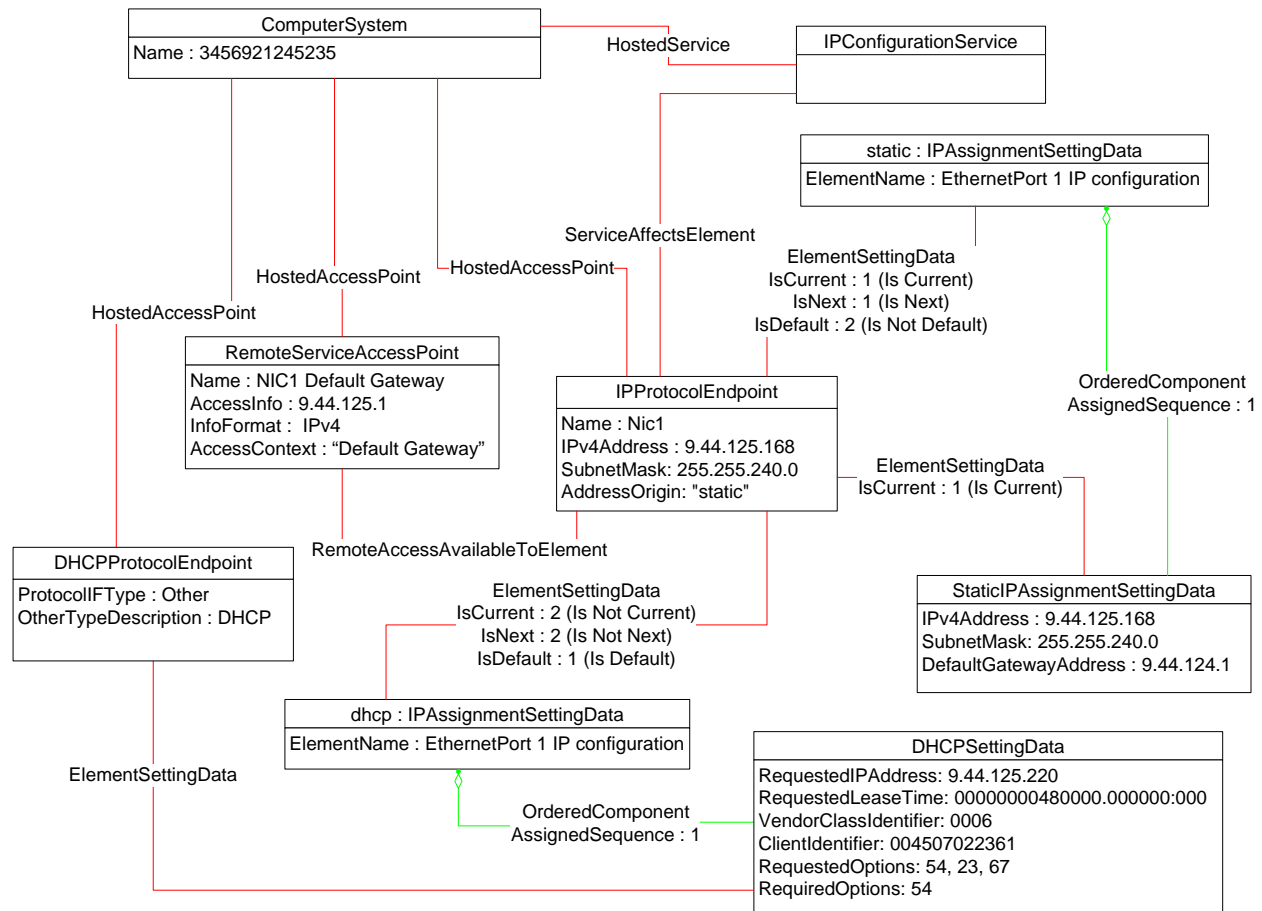 ComputerSystem
Name : 3456921245235
HostedService
IPConfigurationService
static : IPAssignmentSettingData
ElementName : EthernetPort 1 IP configuration
ServiceAffectsElement
ElementSettingData
IsCurrent : 1 (Is Current)
IsNext : 1 (Is Next)
IsDefault : 2 (Is Not Default)
HostedAccessPoint
HostedAccessPoint
HostedAccessPoint
RemoteServiceAccessPoint
Name : NIC1 Default Gateway
AccessInfo : 9.44.125.1
InfoFormat :  IPv4
AccessContext : “Default Gateway”
IPProtocolEndpoint
Name : Nic1
IPv4Address : 9.44.125.168
SubnetMask: 255.255.240.0
AddressOrigin: "static"
OrderedComponent
AssignedSequence : 1
ElementSettingData
IsCurrent : 1 (Is Current)
RemoteAccessAvailableToElement
DHCPProtocolEndpoint
ProtocolIFType : Other
OtherTypeDescription : DHCP
ElementSettingData
IsCurrent : 2 (Is Not Current)
IsNext : 2 (Is Not Next)
IsDefault : 1 (Is Default)
StaticIPAssignmentSettingData
IPv4Address : 9.44.125.168
SubnetMask: 255.255.240.0
DefaultGatewayAddress : 9.44.124.1
dhcp : IPAssignmentSettingData
ElementName : EthernetPort 1 IP configuration
ElementSettingData
OrderedComponent
AssignedSequence : 1
DHCPSettingData
RequestedIPAddress: 9.44.125.220
RequestedLeaseTime: 00000000480000.000000:000
VendorClassIdentifier: 0006
ClientIdentifier: 004507022361
RequestedOptions: 54, 23, 67
RequiredOptions: 54